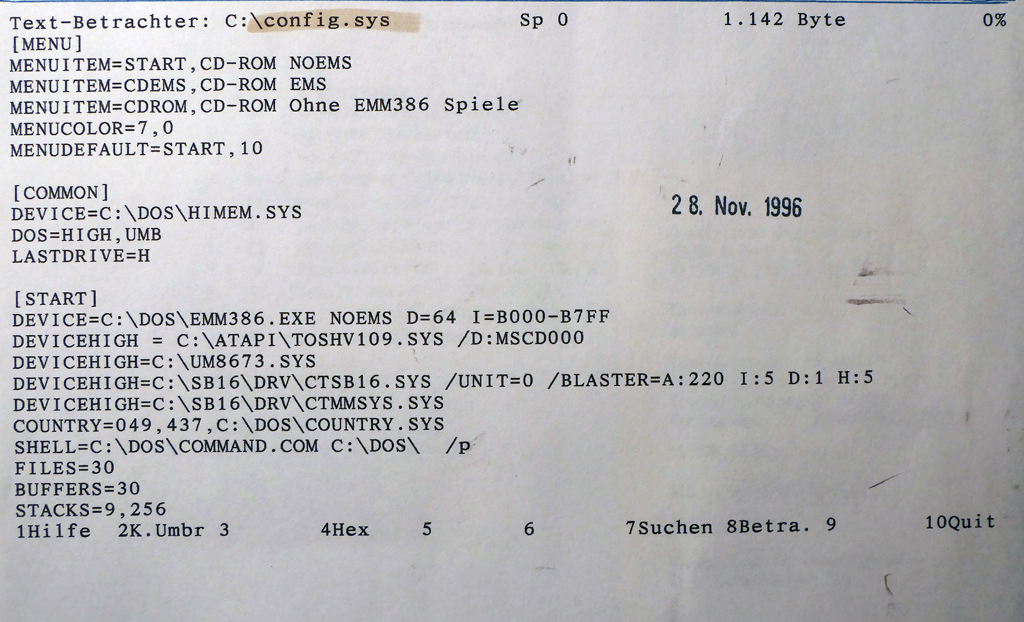 Text-Betrachter: C:\config.sys Sp 0 1.142 Byte 0%
[MENU]
MENUITEM=START,CD-ROM NOEMS
MENUITEM=CDEMS,CD-ROM EMS
MENUITEM=CDROM,CD-ROM Ohne EMM386 Spiele
MENUCOLOR=7,0
MENUDEFAULT=START,10
[COMMON]
DEVICE=C:\DOS\HIMEM.SYS
28. Nov. 1996
DOS=HIGH,UMB
LASTDRIVE=H
[START]
DEVICE=C:\DOS\EMM386.EXE NOEMS D=64 I=B000-B7FF
DEVICEHIGH = C:\ATAPI\TOSHV109.SYS /D:MSCD000
DEVICEHIGH=C:\UM8673.SYS
DEVICEHIGH=C:\SB16\DRV\CTSB16.SYS /UNIT=0 /BLASTER=A:220 I:5 D:1 H:5
DEVICEHIGH=C:\SB16\DRV\CTMMSYS.SYS
COUNTRY=049,437,C:\DOS\COUNTRY.SYS
SHELL=C:\DOS\COMMAND.COM C:\DOS\ /p
FILES=30
BUFFERS=30
STACKS=9,256
1Hilfe 2K.Umbr 3 4Hex 5 6 7Suchen 8Betra. 9 10Quit